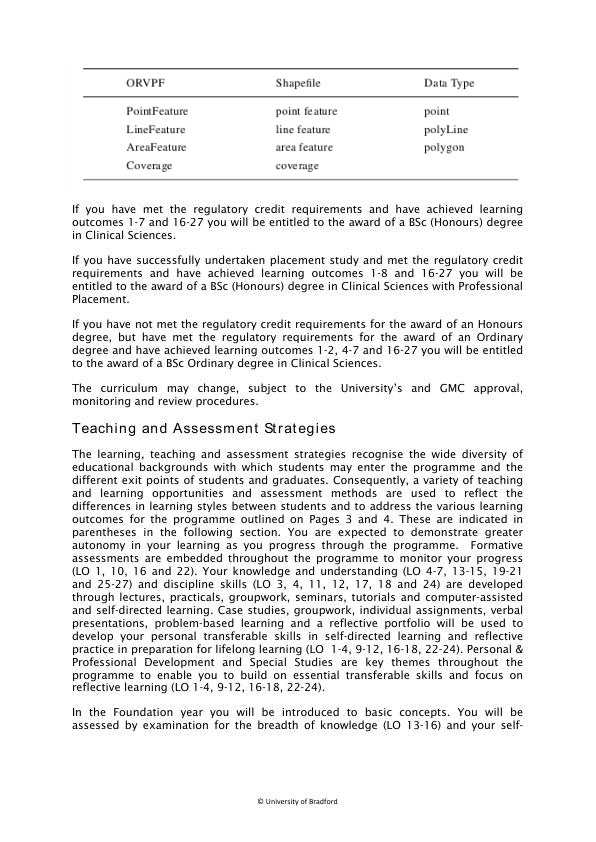 ORVPF Shapefile Data Type
PointFeature point feature point
LineFeature line feature polyLine
AreaFeature area feature polygon
Coverage coverage
If you have met the regulatory credit requirements and have achieved learning
outcomes 1-7 and 16-27 you will be entitled to the award of a BSc (Honours) degree
in Clinical Sciences.
If you have successfully undertaken placement study and met the regulatory credit
requirements and have achieved learning outcomes 1-8 and 16-27 you will be
entitled to the award of a BSc (Honours) degree in Clinical Sciences with Professional
Placement.
If you have not met the regulatory credit requirements for the award of an Honours
degree, but have met the regulatory requirements for the award of an Ordinary
degree and have achieved learning outcomes 1-2, 4-7 and 16-27 you will be entitled
to the award of a BSc Ordinary degree in Clinical Sciences.
The curriculum may change, subject to the University's and GMC approval,
monitoring and review procedures.
Teaching and Assessment Strategies
The learning, teaching and assessment strategies recognise the wide diversity of
educational backgrounds with which students may enter the programme and the
different exit points of students and graduates. Consequently, a variety of teaching
and learning opportunities and assessment methods are used to reflect the
differences in learning styles between students and to address the various learning
outcomes for the programme outlined on Pages 3 and 4. These are indicated in
parentheses in the following section. You are expected to demonstrate greater
autonomy in your learning as you progress through the programme. Formative
assessments are embedded throughout the programme to monitor your progress
(LO 1, 10, 16 and 22). Your knowledge and understanding (LO 4-7, 13-15, 19-21
and 25-27) and discipline skills (LO 3, 4, 11, 12, 17, 18 and 24) are developed
through lectures, practicals, groupwork, seminars, tutorials and computer-assisted
and self-directed learning. Case studies, groupwork, individual assignments, verbal
presentations, problem-based learning and a reflective portfolio will be used to
develop your personal transferable skills in self-directed learning and reflective
practice in preparation for lifelong learning (LO 1-4, 9-12, 16-18, 22-24). Personal &
Professional Development and Special Studies are key themes throughout the
programme to enable you to build on essential transferable skills and focus on
reflective learning (LO 1-4, 9-12, 16-18, 22-24).
In the Foundation year you will be introduced to basic concepts. You will be
assessed by examination for the breadth of knowledge (LO 13-16) and your self-
© University of Bradford